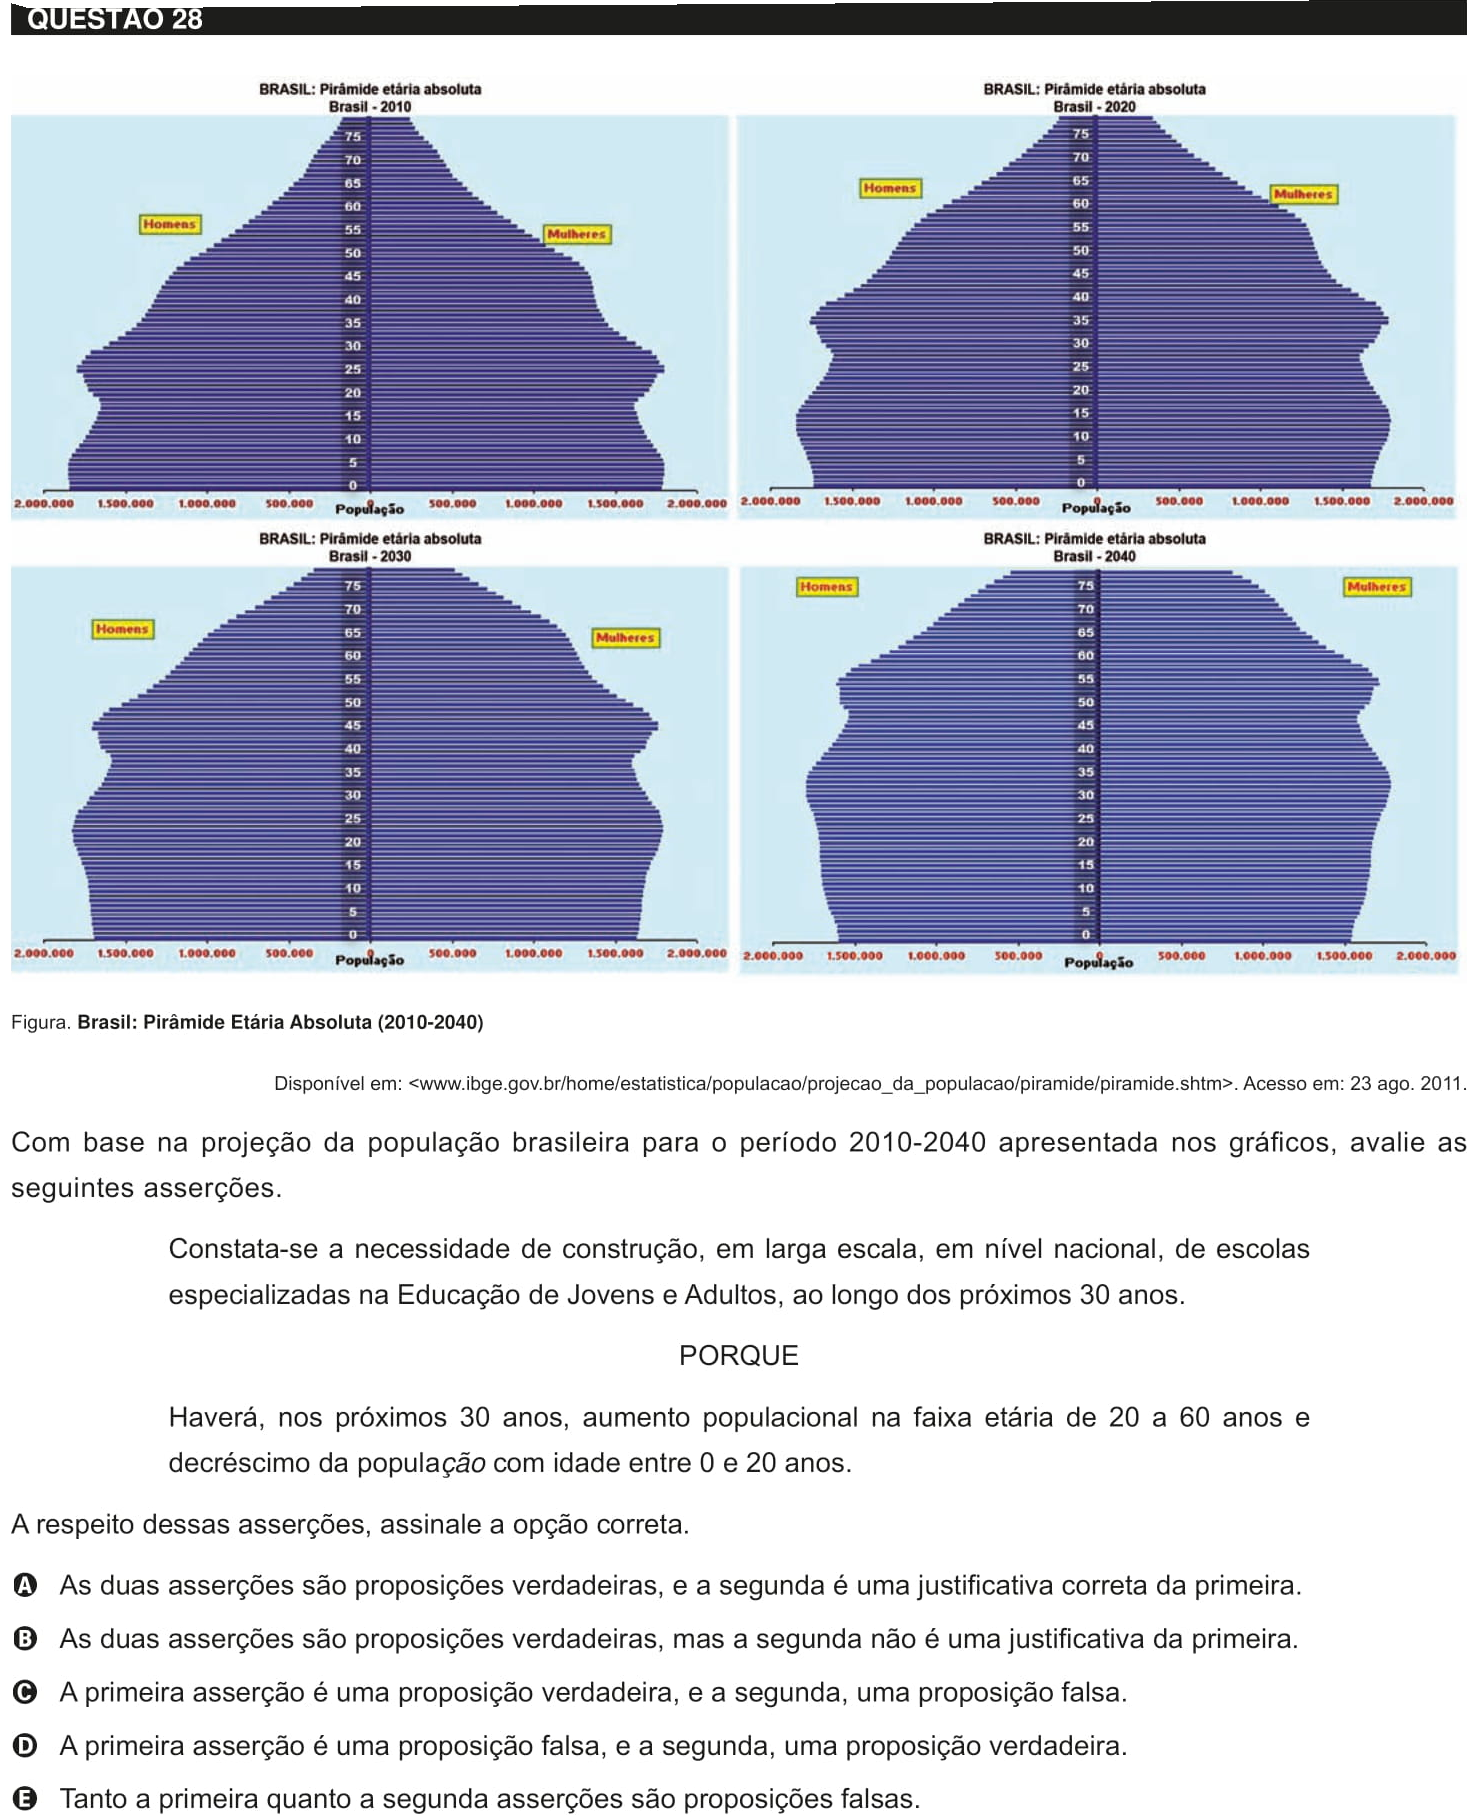 QUESTÃO 28
BRASIL: Pirâmide etária absoluta
Brasil - 2010
75
70
65
60
55
50
45
40
35
30
25
20
15
10
5
0
Homens
Mulheres
2.000.000 1.500.000 1.000.000 500.000 0 500.000 1.000.000 1.500.000 2.000.000
População
BRASIL: Pirâmide etária absoluta
Brasil - 2020
75
70
65
60
55
50
45
40
35
30
25
20
15
10
5
0
Homens
Mulheres
2.000.000 1.500.000 1.000.000 500.000 0 500.000 1.000.000 1.500.000 2.000.000
População
BRASIL: Pirâmide etária absoluta
Brasil - 2030
75
70
65
60
55
50
45
40
35
30
25
20
15
10
5
0
Homens
Mulheres
2.000.000 1.500.000 1.000.000 500.000 0 500.000 1.000.000 1.500.000 2.000.000
População
BRASIL: Pirâmide etária absoluta
Brasil - 2040
Homens
Mulheres
75
70
65
60
55
50
45
40
35
30
25
20
15
10
5
0
2.000.000 1.500.000 1.000.000 500.000 0 500.000 1.000.000 1.500.000 2.000.000
População
Figura. Brasil: Pirâmide Etária Absoluta (2010-2040)
Disponível em: <www.ibge.gov.br/home/estatistica/populacao/projecao_da_populacao/piramide/piramide.shtm>. Acesso em: 23 ago. 2011.
Com base na projeção da população brasileira para o período 2010-2040 apresentada nos gráficos, avalie as
seguintes asserções.
Constata-se a necessidade de construção, em larga escala, em nível nacional, de escolas
especializadas na Educação de Jovens e Adultos, ao longo dos próximos 30 anos.
PORQUE
Haverá, nos próximos 30 anos, aumento populacional na faixa etária de 20 a 60 anos e
decréscimo da população com idade entre 0 e 20 anos.
A respeito dessas asserções, assinale a opção correta.
A As duas asserções são proposições verdadeiras, e a segunda é uma justificativa correta da primeira.
B As duas asserções são proposições verdadeiras, mas a segunda não é uma justificativa da primeira.
C A primeira asserção é uma proposição verdadeira, e a segunda, uma proposição falsa.
D A primeira asserção é uma proposição falsa, e a segunda, uma proposição verdadeira.
E Tanto a primeira quanto a segunda asserções são proposições falsas.